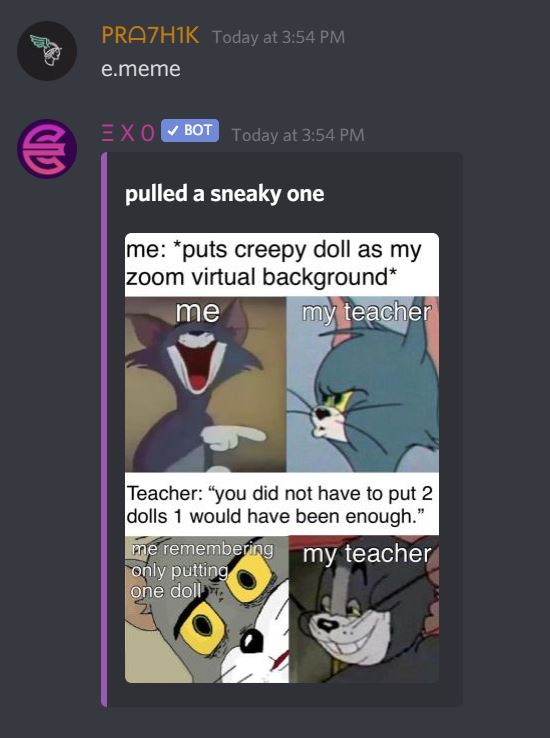 PRA7H1K Today at 3:54 PM
e.meme
Ξ X O ✓ BOT Today at 3:54 PM
pulled a sneaky one
me: *puts creepy doll as my
zoom virtual background*
me
my teacher
Teacher: “you did not have to put 2
dolls 1 would have been enough.”
me remembering
only putting
one doll
my teacher